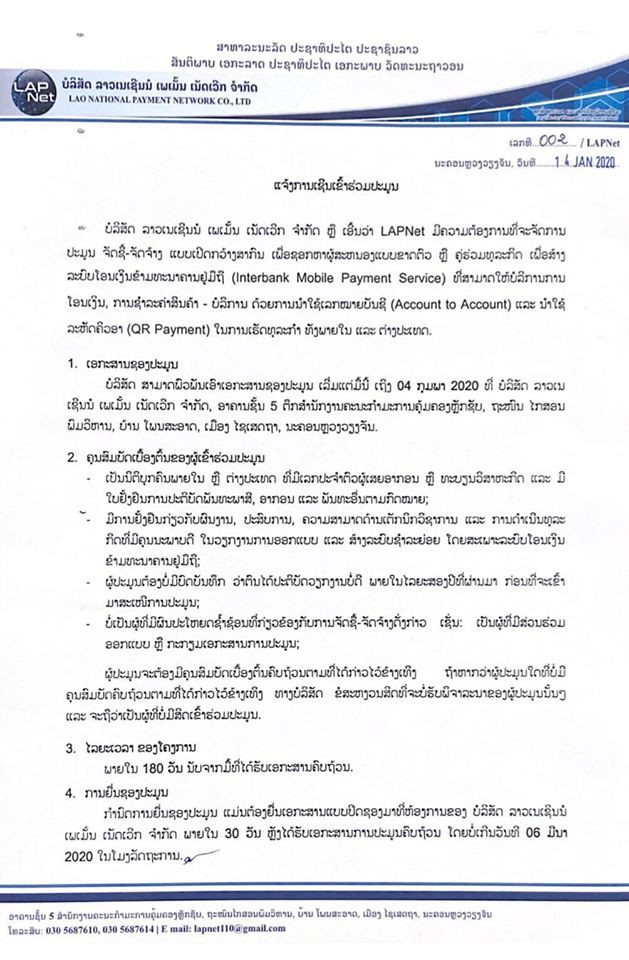 ສາທາລະນະລັດ ປະຊາທິປະໄຕ ປະຊາຊົນລາວ
ສັນຕິພາບ ເອກະລາດ ປະຊາທິປະໄຕ ເອກະພາບ ວັດທະນະຖາວອນ
LAP Net
ບໍລິສັດ ລາວເນເຊິນນໍ ເພເມັ້ນ ເນັດເວີກ ຈຳກັດ
LAO NATIONAL PAYMENT NETWORK CO., LTD
ເລກທີ...002..../ LAPNet
ນະຄອນຫຼວງວຽງຈັນ, ວັນທີ.......1 4 JAN 2020
ແຈ້ງການເຊີນເຂົ້າຮ່ວມປະມູນ
ບໍລິສັດ ລາວເນເຊິນນໍ ເພເມັ້ນ ເນັດເວີກ ຈຳກັດ ຫຼື ເອີ້ນວ່າ LAPNet ມີຄວາມຕ້ອງການທີ່ຈະຈັດການ
ປະມູນ ຈັດຊື້-ຈັດຈ້າງ ແບບເປີດກວ້າງສາກົນ ເພື່ອຊອກຫາຜູ້ສະຫນອງແບບຂາດຕົວ ຫຼື ຄູ່ຮ່ວມທຸລະກິດ ເພື່ອສ້າງ
ລະບົບໂອນເງິນຂ້າມທະນາຄານຢູ່ມືຖື (Interbank Mobile Payment Service) ທີ່ສາມາດໃຫ້ບໍລິການການ
ໂອນເງິນ, ການຊຳລະຄ່າສິນຄ້າ - ບໍລິການ ດ້ວຍການນຳໃຊ້ເລກໝາຍບັນຊີ (Account to Account) ແລະ ນຳໃຊ້
ລະຫັດຄິວອາ (QR Payment) ໃນການເຮັດທຸລະກຳ ທັງພາຍໃນ ແລະ ຕ່າງປະເທດ.
1. ເອກະສານຊອງປະມູນ
ບໍລິສັດ ສາມາດພົວພັນເອົາເອກະສານຊອງປະມູນ ເລີ່ມແຕ່ມື້ນີ້ ເຖິງ 04 ກຸມພາ 2020 ທີ່ ບໍລິສັດ ລາວເນ
ເຊິນນໍ ເພເມັ້ນ ເນັດເວີກ ຈຳກັດ, ອາຄານຊັ້ນ 5 ຕຶກສຳນັກງານຄະນະກຳມະການຄຸ້ມຄອງຫຼັກຊັບ, ຖະໜົນ ໄກສອນ
ພົມວິຫານ, ບ້ານ ໂພນສະອາດ, ເມືອງ ໄຊເສດຖາ, ນະຄອນຫຼວງວຽງຈັນ.
2. ຄຸນສົມບັດເບື້ອງຕົ້ນຂອງຜູ້ເຂົ້າຮ່ວມປະມູນ
- ເປັນນິຕິບຸກຄົນພາຍໃນ ຫຼື ຕ່າງປະເທດ ທີ່ມີເລກປະຈຳຕົວຜູ້ເສຍອາກອນ ຫຼື ທະບຽນວິສາຫະກິດ ແລະ ມີ
ໃບຢັ້ງຢືນການປະຕິບັດພັນທະພາສີ, ອາກອນ ແລະ ພັນທະອື່ນຕາມກົດໝາຍ;
- ມີການຢັ້ງຢືນກ່ຽວກັບຜົນງານ, ປະສົບການ, ຄວາມສາມາດດ້ານເຕັກນິກວິຊາການ ແລະ ການດຳເນີນທຸລະ
ກິດທີ່ມີຄຸນນະພາບດີ ໃນວຽກງານການອອກແບບ ແລະ ສ້າງລະບົບຊຳລະຍ່ອຍ ໂດຍສະເພາະລະບົບໂອນເງິນ
ຂ້າມທະນາຄານຢູ່ມືຖື;
- ຜູ້ປະມູນຕ້ອງບໍ່ມີບົດບັນທຶກ ວ່າຕົນໄດ້ປະຕິບັດວຽກງານບໍ່ດີ ພາຍໃນໄລຍະສອງປີທີ່ຜ່ານມາ ກ່ອນທີ່ຈະເຂົ້າ
ມາສະເໜີການປະມູນ;
- ບໍ່ເປັນຜູ້ທີ່ມີຜົນປະໂຫຍດຊ້ຳຊ້ອນທີ່ກ່ຽວຂ້ອງກັບການຈັດຊື້-ຈັດຈ້າງດັ່ງກ່າວ ເຊັ່ນ: ເປັນຜູ້ທີ່ມີສ່ວນຮ່ວມ
ອອກແບບ ຫຼື ກະກຽມເອກະສານການປະມູນ;
ຜູ້ປະມູນຈະຕ້ອງມີຄຸນສົມບັດເບື້ອງຕົ້ນຄົບຖ້ວນຕາມທີ່ໄດ້ກ່າວໄວ້ຂ້າງເທິງ ຖ້າຫາກວ່າຜູ້ປະມູນໃດທີ່ບໍ່ມີ
ຄຸນສົມບັດຄົບຖ້ວນຕາມທີ່ໄດ້ກ່າວໄວ້ຂ້າງເທິງ ທາງບໍລິສັດ ຂໍສະຫງວນສິດທີ່ຈະບໍ່ຮັບພິຈາລະນາຂອງຜູ້ປະມູນນັ້ນໆ
ແລະ ຈະຖືວ່າເປັນຜູ້ທີ່ບໍ່ມີສິດເຂົ້າຮ່ວມປະມູນ.
3. ໄລຍະເວລາ ຂອງໂຄງການ
ພາຍໃນ 180 ວັນ ນັບຈາກມື້ທີ່ໄດ້ຮັບເອກະສານຄົບຖ້ວນ.
4. ການຍື່ນຊອງປະມູນ
ກຳນົດການຍື່ນຊອງປະມູນ ແມ່ນຕ້ອງຍື່ນເອກະສານແບບປິດຊອງມາທີ່ຫ້ອງການຂອງ ບໍລິສັດ ລາວເນເຊິນນໍ
ເພເມັ້ນ ເນັດເວີກ ຈຳກັດ ພາຍໃນ 30 ວັນ ຫຼັງໄດ້ຮັບເອກະສານການປະມູນຄົບຖ້ວນ ໂດຍບໍ່ເກີນວັນທີ 06 ມີນາ
2020 ໃນໂມງລັດຖະການ.
ອາຄານຊັ້ນ 5 ສຳນັກງານຄະນະກຳມະການຄຸ້ມຄອງຫຼັກຊັບ, ຖະໜົນໄກສອນພົມວິຫານ, ບ້ານ ໂພນສະອາດ, ເມືອງ ໄຊເສດຖາ, ນະຄອນຫຼວງວຽງຈັນ
ໂທລະສັບ: 030 5687610, 030 5687614 | E mail: lapnet110@gmail.com